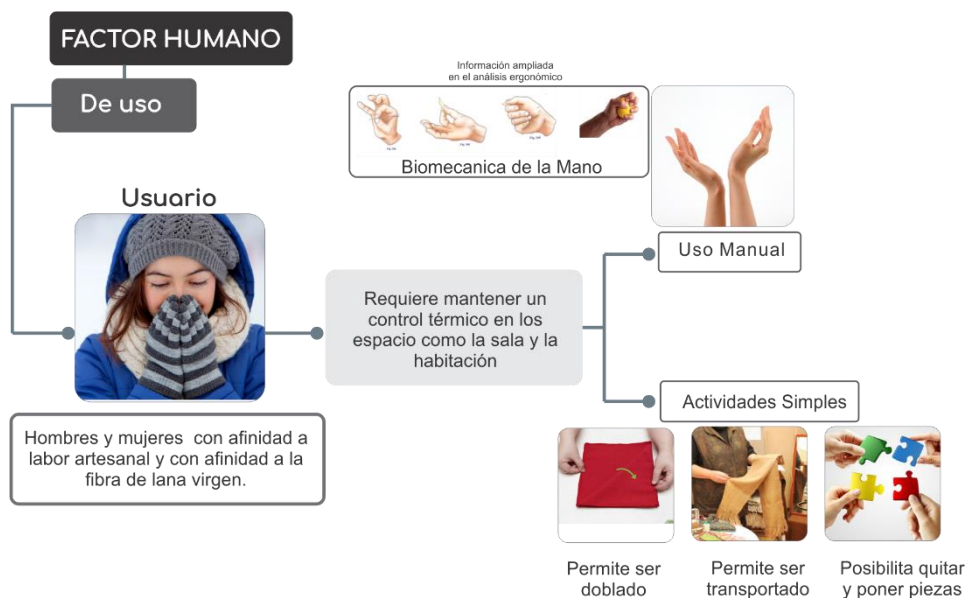 FACTOR HUMANO
De uso
Información ampliada
en el análisis ergonómico
Biomecanica de la Mano
Usuario
Uso Manual
Requiere mantener un
control térmico en los
espacio como la sala y la
habitación
Actividades Simples
Hombres y mujeres con afinidad a
labor artesanal y con afinidad a la
fibra de lana virgen.
Permite ser
doblado
Permite ser
transportado
Posibilita quitar
y poner piezas